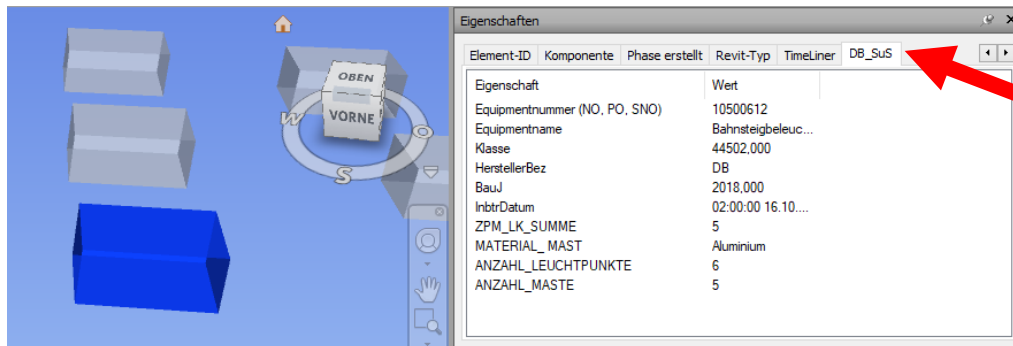 Eigenschaften
Element-ID Komponente Phase erstellt Revit-Typ TimeLiner DB_SuS
Eigenschaft Wert
Equipmentnummer (NO, PO, SNO) 10500612
Equipmentname Bahnsteigbeleuc...
Klasse 44502,000
HerstellerBez DB
BauJ 2018,000
InbtrDatum 02:00:00 16.10....
ZPM_LK_SUMME 5
MATERIAL_ MAST Aluminium
ANZAHL_LEUCHTPUNKTE 6
ANZAHL_MASTE 5
OBEN
VORNE
W
O
S